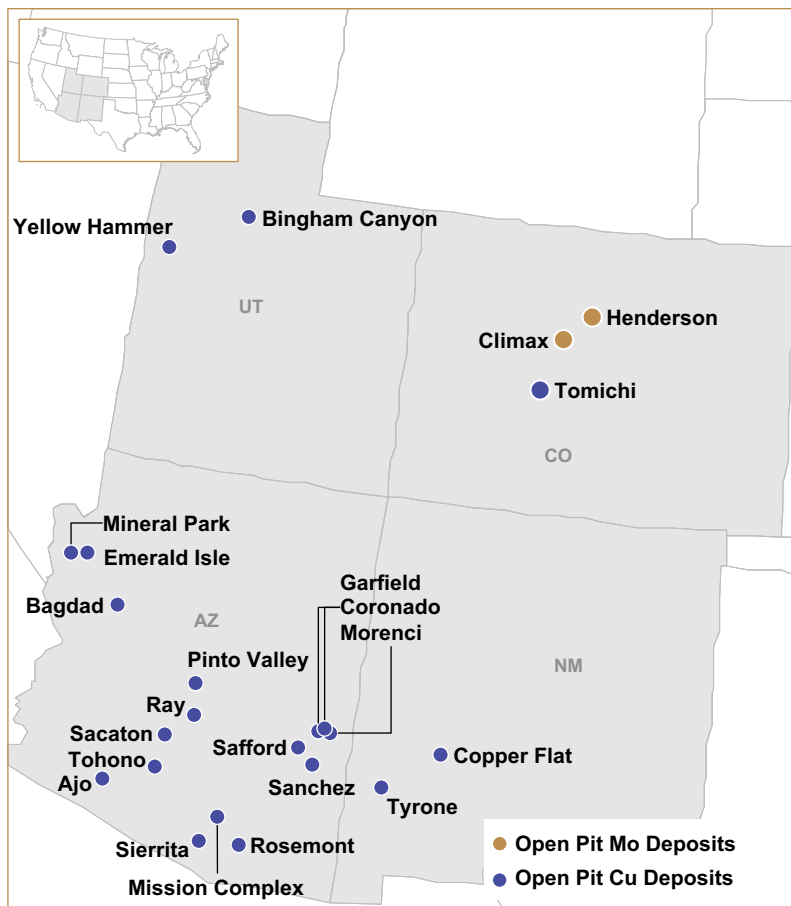 Yellow Hammer
Bingham Canyon
UT
Henderson
Climax
Tomichi
CO
Mineral Park
Emerald Isle
Bagdad
AZ
Garfield
Coronado
Morenci
NM
Pinto Valley
Ray
Sacaton
Tohono
Ajo
Safford
Sanchez
Copper Flat
Tyrone
Sierrita
Rosemont
Mission Complex
Open Pit Mo Deposits
Open Pit Cu Deposits